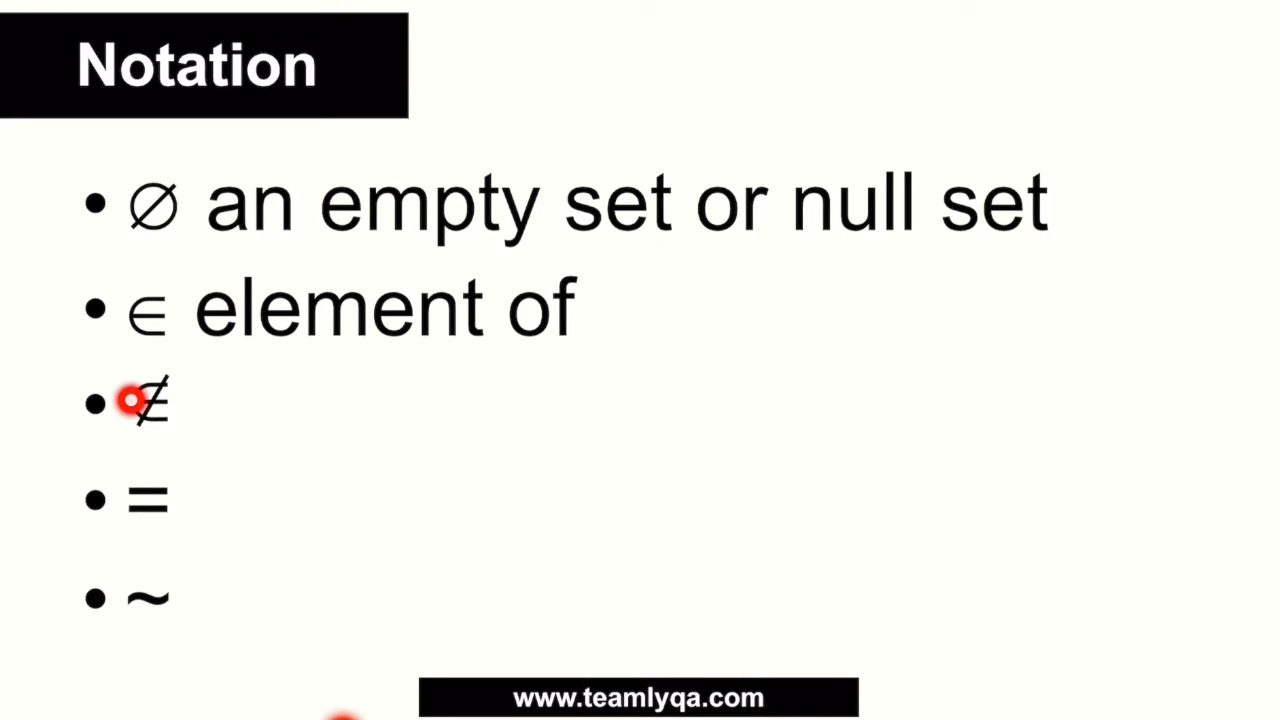 Notation
• ∅ an empty set or null set
• ∈ element of
• ∉
• =
• ~
www.teamlyqa.com